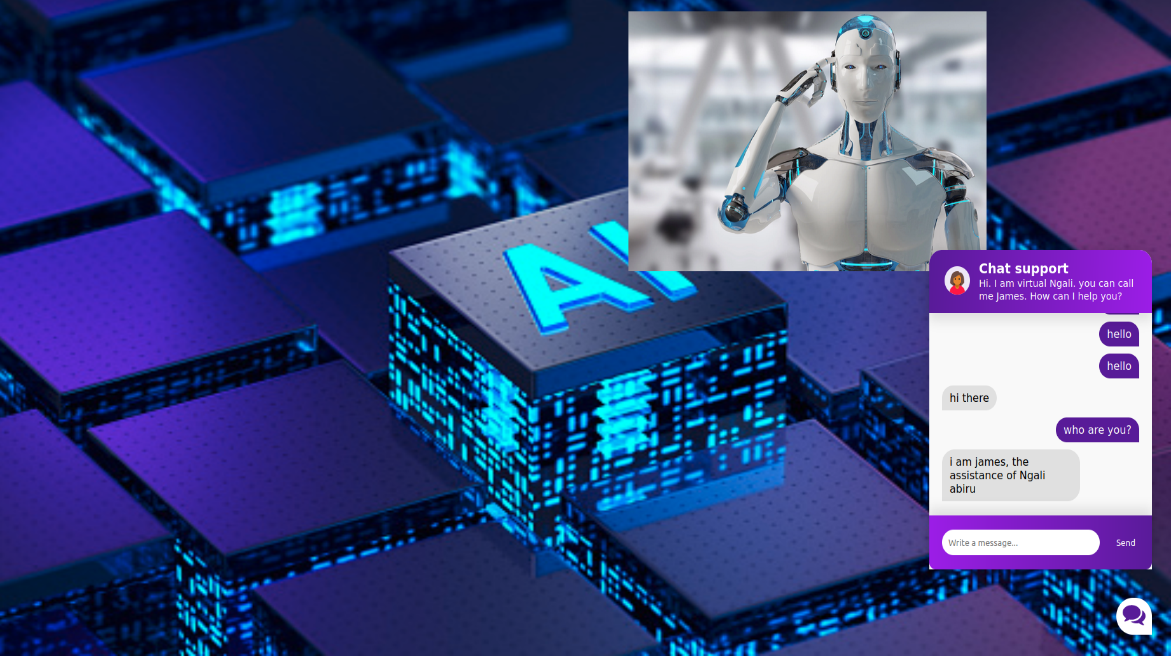 AI
Chat support
Hi. I am virtual Ngali. you can call
me James. How can I help you?
hello
hello
hi there
who are you?
i am james, the
assistance of Ngali
abiru
Write a message...
Send